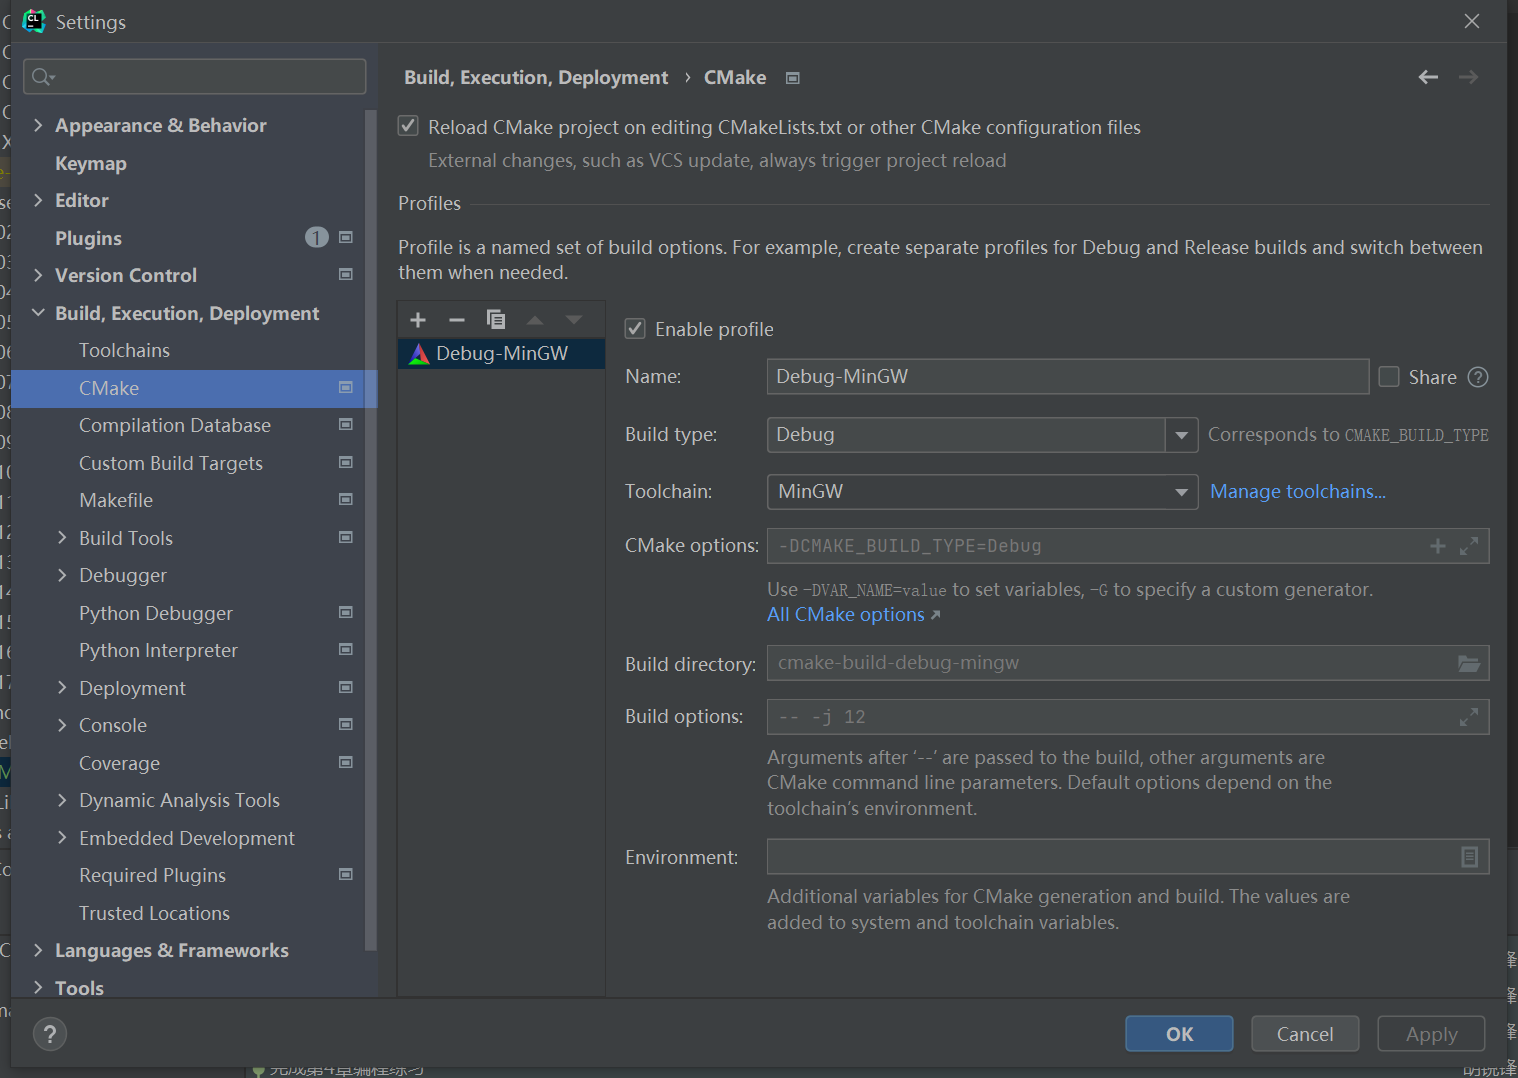 Settings
Build, Execution, Deployment › CMake
Appearance & Behavior
Keymap
Editor
Plugins 1
Version Control
Build, Execution, Deployment
Toolchains
CMake
Compilation Database
Custom Build Targets
Makefile
Build Tools
Debugger
Python Debugger
Python Interpreter
Deployment
Console
Coverage
Dynamic Analysis Tools
Embedded Development
Required Plugins
Trusted Locations
Languages & Frameworks
Tools
Reload CMake project on editing CMakeLists.txt or other CMake configuration files
External changes, such as VCS update, always trigger project reload
Profiles
Profile is a named set of build options. For example, create separate profiles for Debug and Release builds and switch between
them when needed.
Debug-MinGW
Enable profile
Name: Debug-MinGW Share ?
Build type: Debug Corresponds to CMAKE_BUILD_TYPE
Toolchain: MinGW Manage toolchains...
CMake options: -DCMAKE_BUILD_TYPE=Debug
Use -DVAR_NAME=value to set variables, -G to specify a custom generator.
All CMake options ↗
Build directory: cmake-build-debug-mingw
Build options: -- -j 12
Arguments after ‘--’ are passed to the build, other arguments are
CMake command line parameters. Default options depend on the
toolchain’s environment.
Environment:
Additional variables for CMake generation and build. The values are
added to system and toolchain variables.
? OK Cancel Apply
完成第4章编程练习